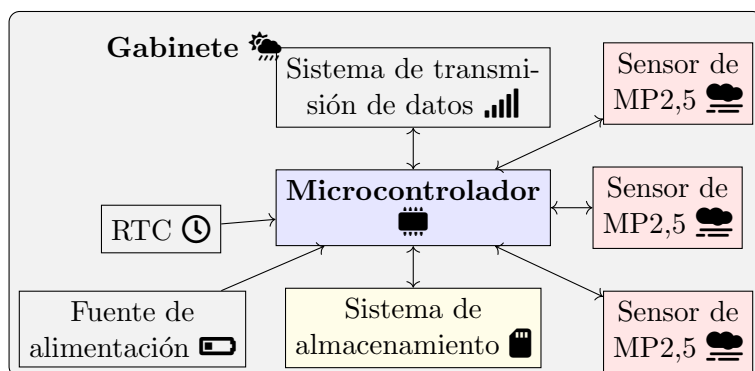 Gabinete
Sistema de transmi-
sión de datos
Sensor de
MP2,5
Microcontrolador
Sensor de
MP2,5
RTC
Fuente de
alimentación
Sistema de
almacenamiento
Sensor de
MP2,5